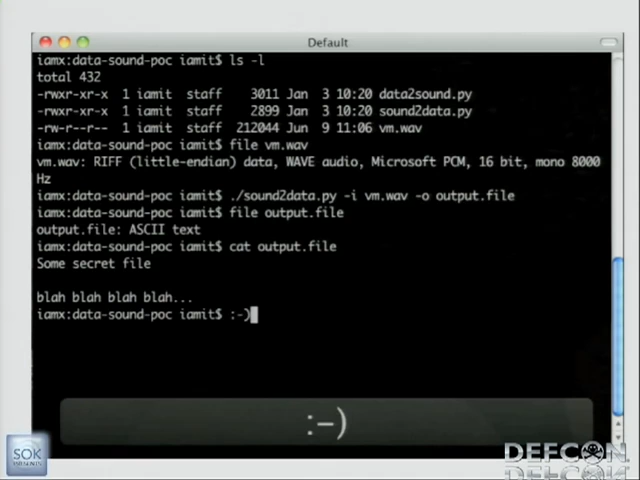 Default
iamx:data-sound-poc iamit$ ls -l
total 432
-rwxr-xr-x 1 iamit staff 3011 Jan 3 10:20 data2sound.py
-rwxr-xr-x 1 iamit staff 2899 Jan 3 10:20 sound2data.py
-rw-r--r-- 1 iamit staff 212044 Jun 9 11:06 vm.wav
iamx:data-sound-poc iamit$ file vm.wav
vm.wav: RIFF (little-endian) data, WAVE audio, Microsoft PCM, 16 bit, mono 8000
Hz
iamx:data-sound-poc iamit$ ./sound2data.py -i vm.wav -o output.file
iamx:data-sound-poc iamit$ file output.file
output.file: ASCII text
iamx:data-sound-poc iamit$ cat output.file
Some secret file
blah blah blah blah...
iamx:data-sound-poc iamit$ :-)
:-)
SOK
DEFCON